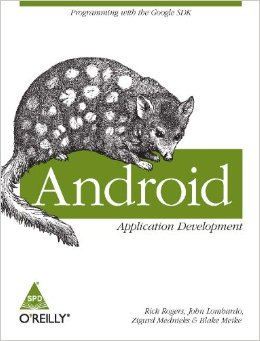 Programming with the Google SDK
Android
Application Development
SPD
O'REILLY®
Rick Rogers, John Lombardo,
Zigurd Mednieks & Blake Meike